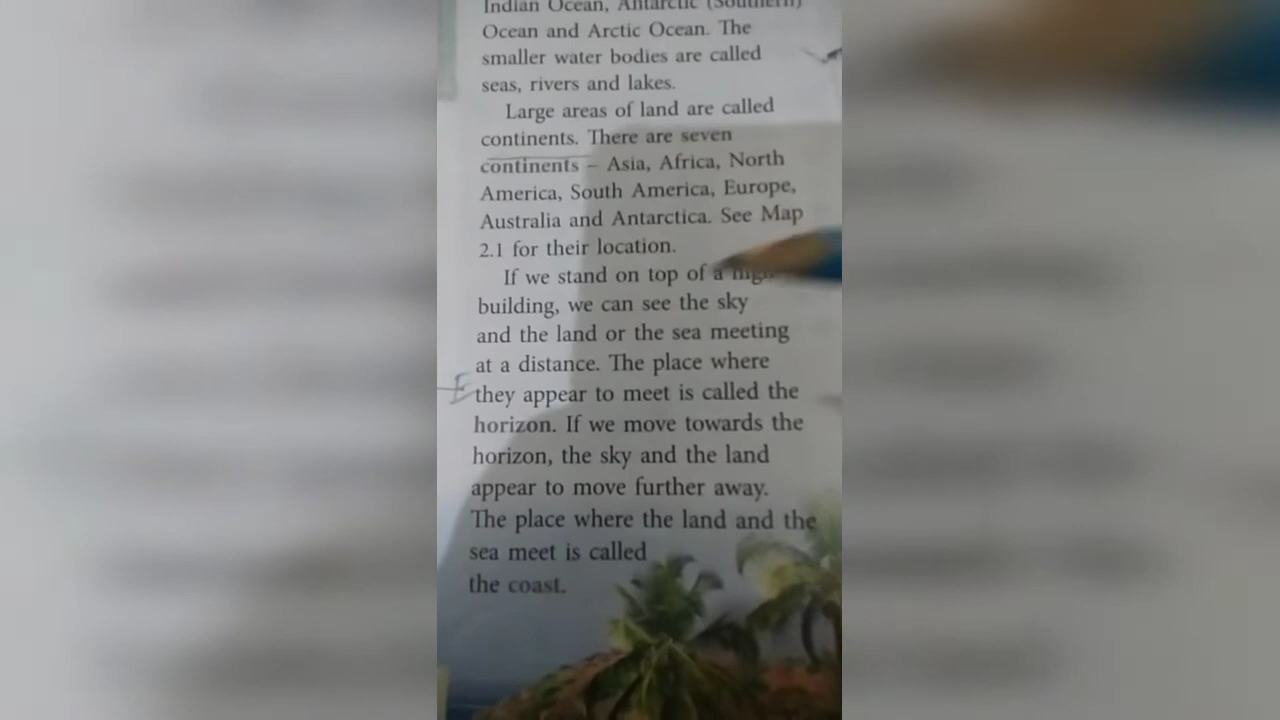 Indian Ocean, Antarctic (Southern)
Ocean and Arctic Ocean. The
smaller water bodies are called
seas, rivers and lakes.
Large areas of land are called
continents. There are seven
continents – Asia, Africa, North
America, South America, Europe,
Australia and Antarctica. See Map
2.1 for their location.
If we stand on top of a high
building, we can see the sky
and the land or the sea meeting
at a distance. The place where
they appear to meet is called the
horizon. If we move towards the
horizon, the sky and the land
appear to move further away.
The place where the land and the
sea meet is called
the coast.